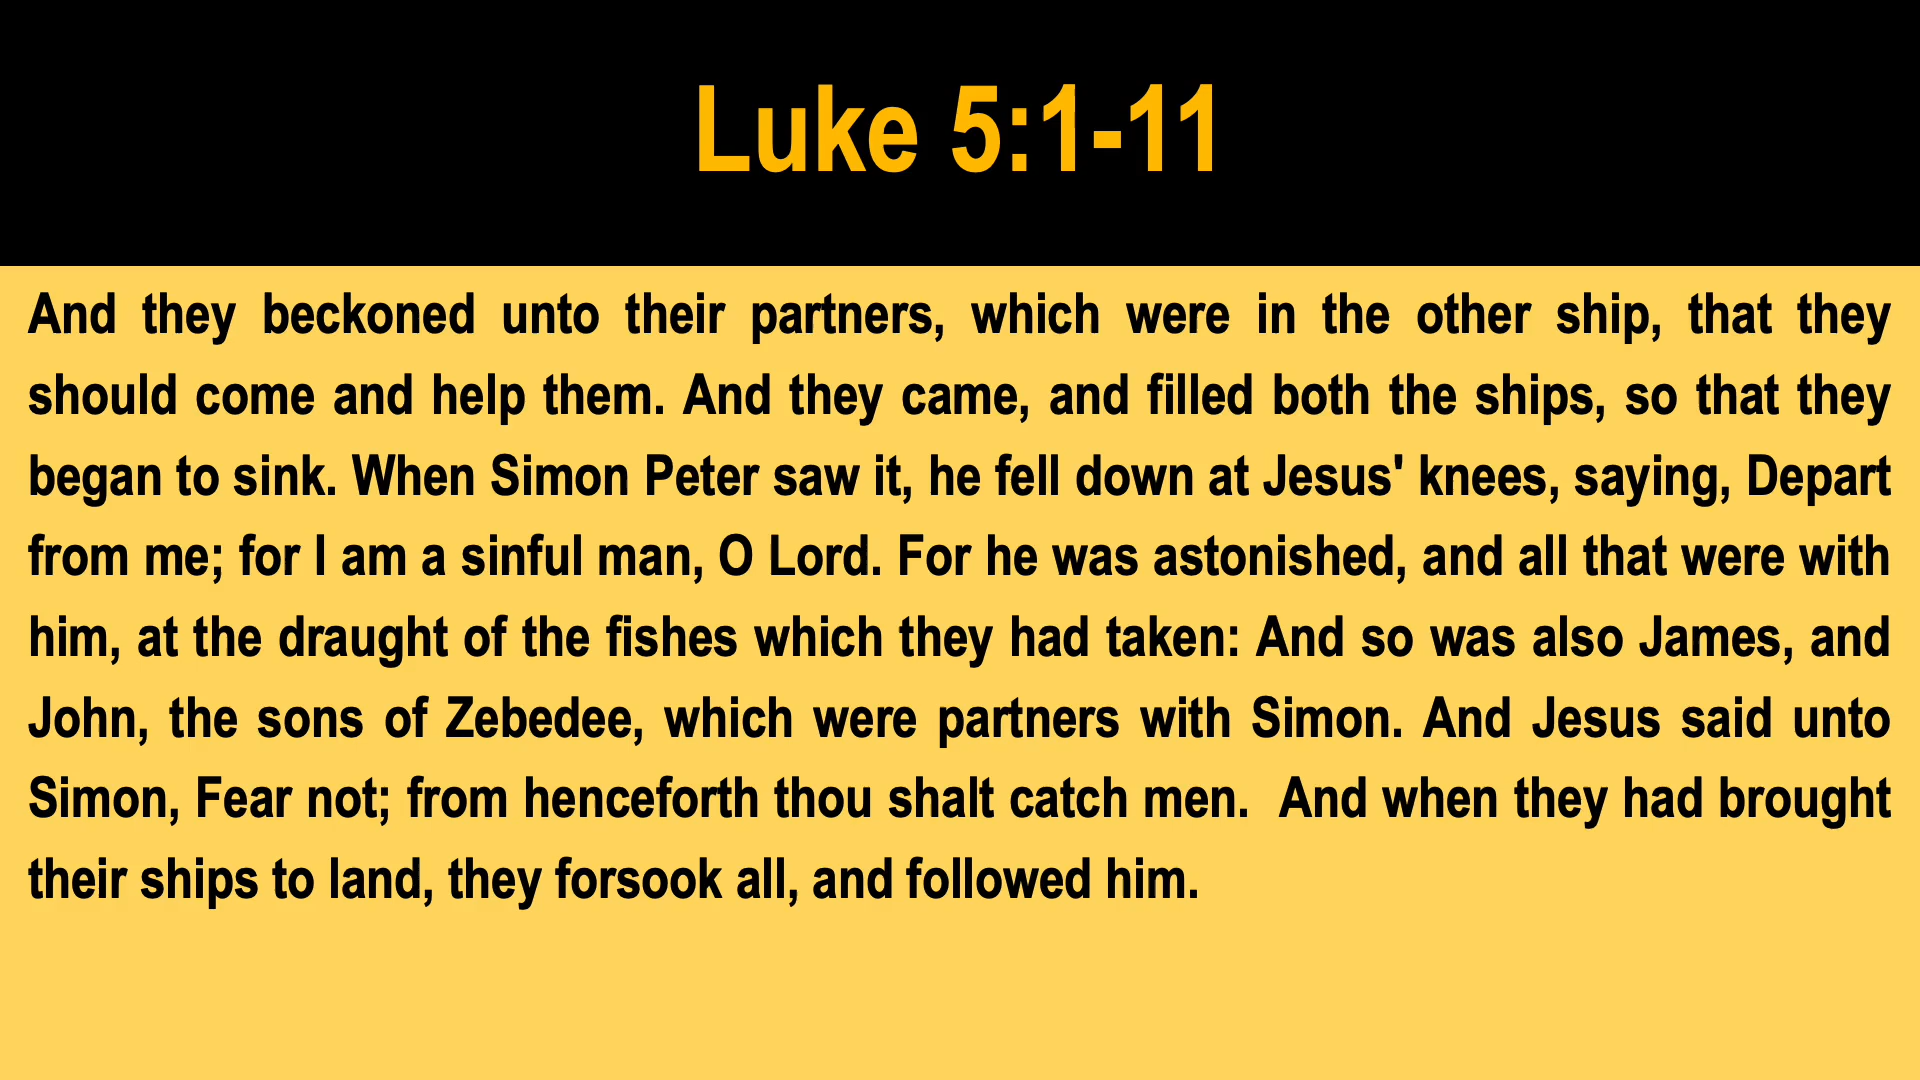 Luke 5:1-11
And they beckoned unto their partners, which were in the other ship, that they
should come and help them. And they came, and filled both the ships, so that they
began to sink. When Simon Peter saw it, he fell down at Jesus' knees, saying, Depart
from me; for I am a sinful man, O Lord. For he was astonished, and all that were with
him, at the draught of the fishes which they had taken: And so was also James, and
John, the sons of Zebedee, which were partners with Simon. And Jesus said unto
Simon, Fear not; from henceforth thou shalt catch men.  And when they had brought
their ships to land, they forsook all, and followed him.